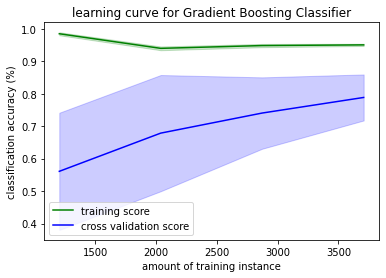 learning curve for Gradient Boosting Classifier
classification accuracy (%)
1.0
0.9
0.8
0.7
0.6
0.5
0.4
training score
cross validation score
1500 2000 2500 3000 3500
amount of training instance